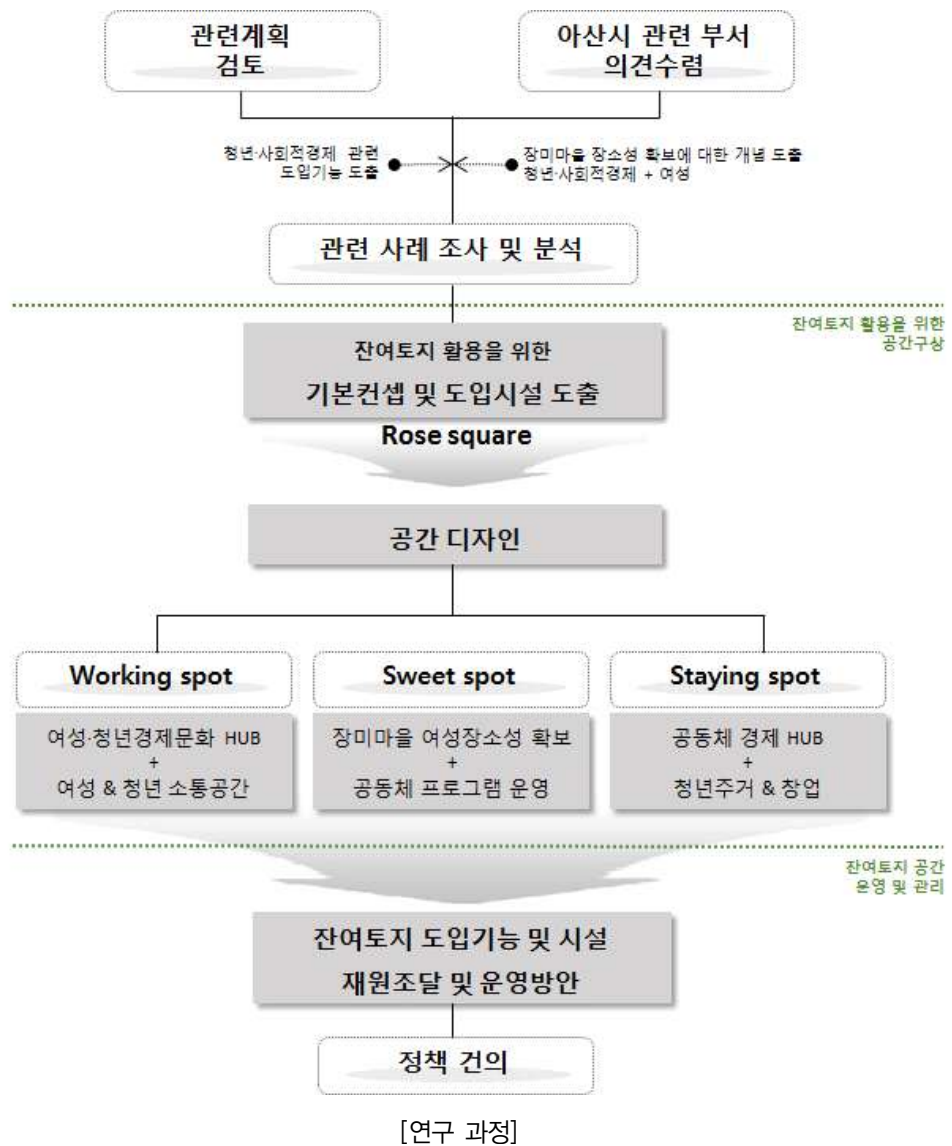 관련계획
검토
아산시 관련 부서
의견수렴
청년·사회적경제 관련
도입기능 도출
장미마을 장소성 확보에 대한 개념 도출
청년·사회적경제 + 여성
관련 사례 조사 및 분석
잔여토지 활용을 위한
공간구상
잔여토지 활용을 위한
기본컨셉 및 도입시설 도출
Rose square
공간 디자인
Working spot
Sweet spot
Staying spot
여성·청년경제문화 HUB
+
여성 & 청년 소통공간
장미마을 여성장소성 확보
+
공동체 프로그램 운영
공동체 경제 HUB
+
청년주거 & 창업
잔여토지 공간
운영 및 관리
잔여토지 도입기능 및 시설
재원조달 및 운영방안
정책 건의
[연구 과정]